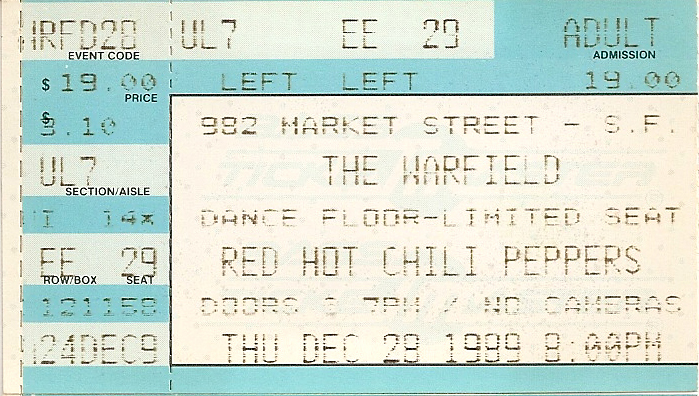 HRFD28 UL7 EE 29 ADULT
EVENT CODE ADMISSION
$ 19.00 LEFT LEFT 19.00
PRICE
$
3.10 982 MARKET STREET - S.F.
UL7 THE WARFIELD
SECTION/AISLE
14X DANCE FLOOR-LIMITED SEAT
EE 29 RED HOT CHILI PEPPERS
ROW/BOX SEAT
121158 DOORS @ 7PM / NO CAMERAS
24DEC9 THU DEC 28 1989 8:00PM